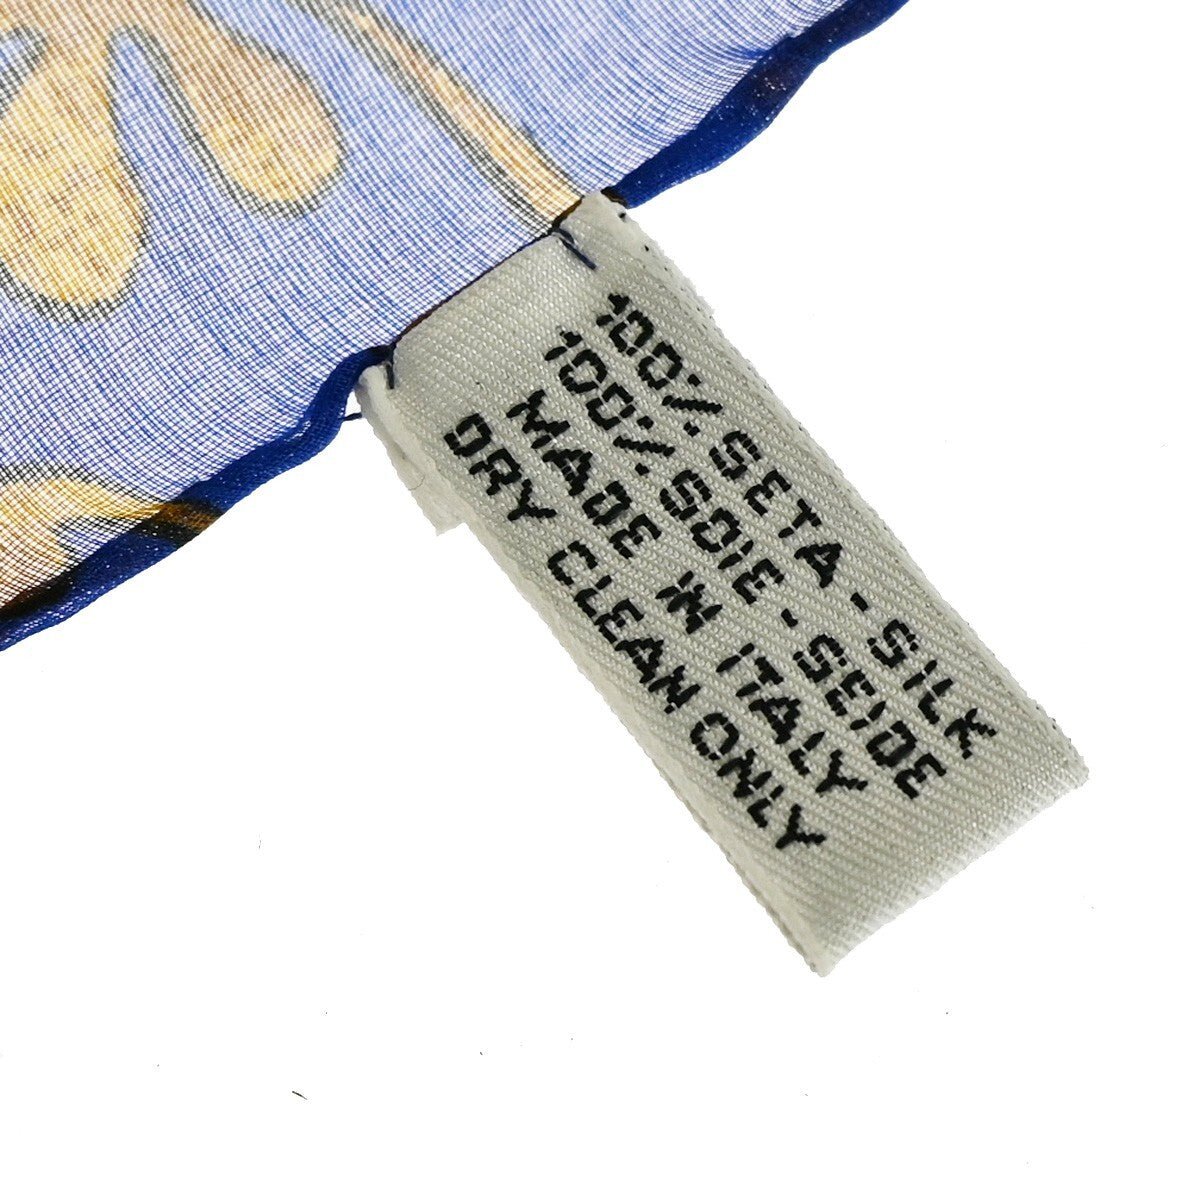 100% SETA - SILK
100% SOIE - SEIDE
MADE IN ITALY
DRY CLEAN ONLY